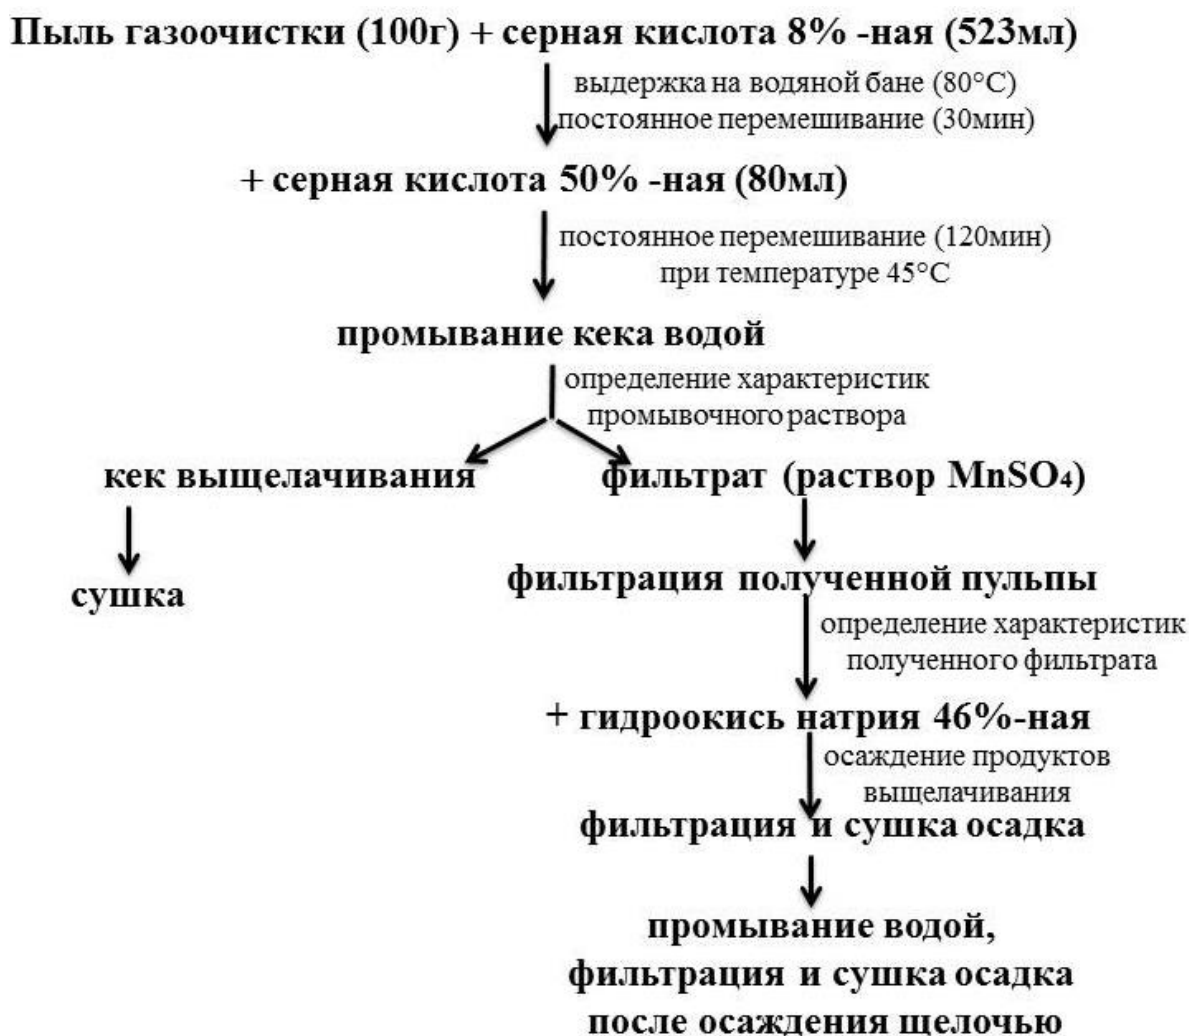 Пыль газоочистки (100г) + серная кислота 8% -ная (523мл)
выдержка на водяной бане (80°С)
постоянное перемешивание (30мин)
+ серная кислота 50% -ная (80мл)
постоянное перемешивание (120мин)
при температуре 45°С
промывание кека водой
определение характеристик
промывочного раствора
кек выщелачивания
фильтрат (раствор MnSO₄)
сушка
фильтрация полученной пульпы
определение характеристик
полученного фильтрата
+ гидроокись натрия 46%-ная
осаждение продуктов
выщелачивания
фильтрация и сушка осадка
промывание водой,
фильтрация и сушка осадка
после осаждения щелочью